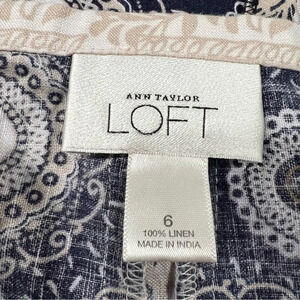 ANN TAYLOR
LOFT
6
100% LINEN
MADE IN INDIA